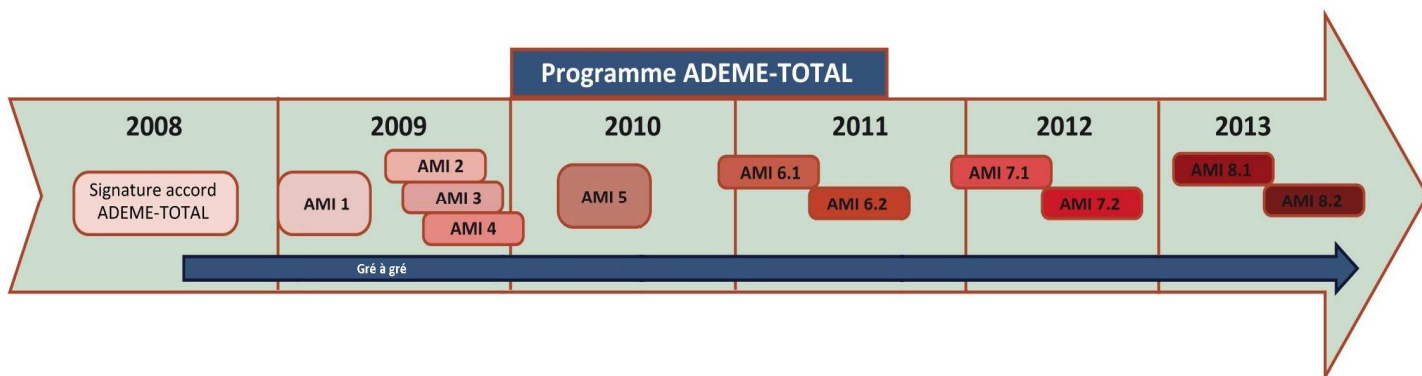 Programme ADEME-TOTAL
2008
2009
2010
2011
2012
2013
Signature accord
ADEME-TOTAL
AMI 1
AMI 2
AMI 3
AMI 4
AMI 5
AMI 6.1
AMI 6.2
AMI 7.1
AMI 7.2
AMI 8.1
AMI 8.2
Gré à gré